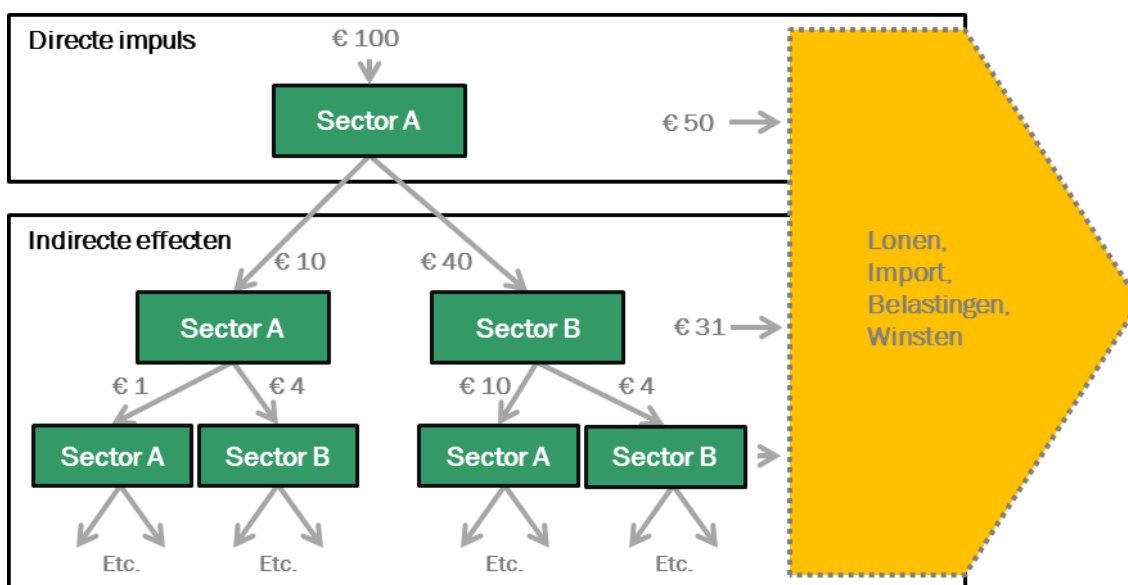 Directe impuls
€ 100
Sector A
€ 50
Indirecte effecten
€ 10
€ 40
Sector A
Sector B
€ 31
Lonen,
Import,
Belastingen,
Winsten
€ 1
€ 4
€ 10
€ 4
Sector A
Sector B
Sector A
Sector B
Etc.
Etc.
Etc.
Etc.